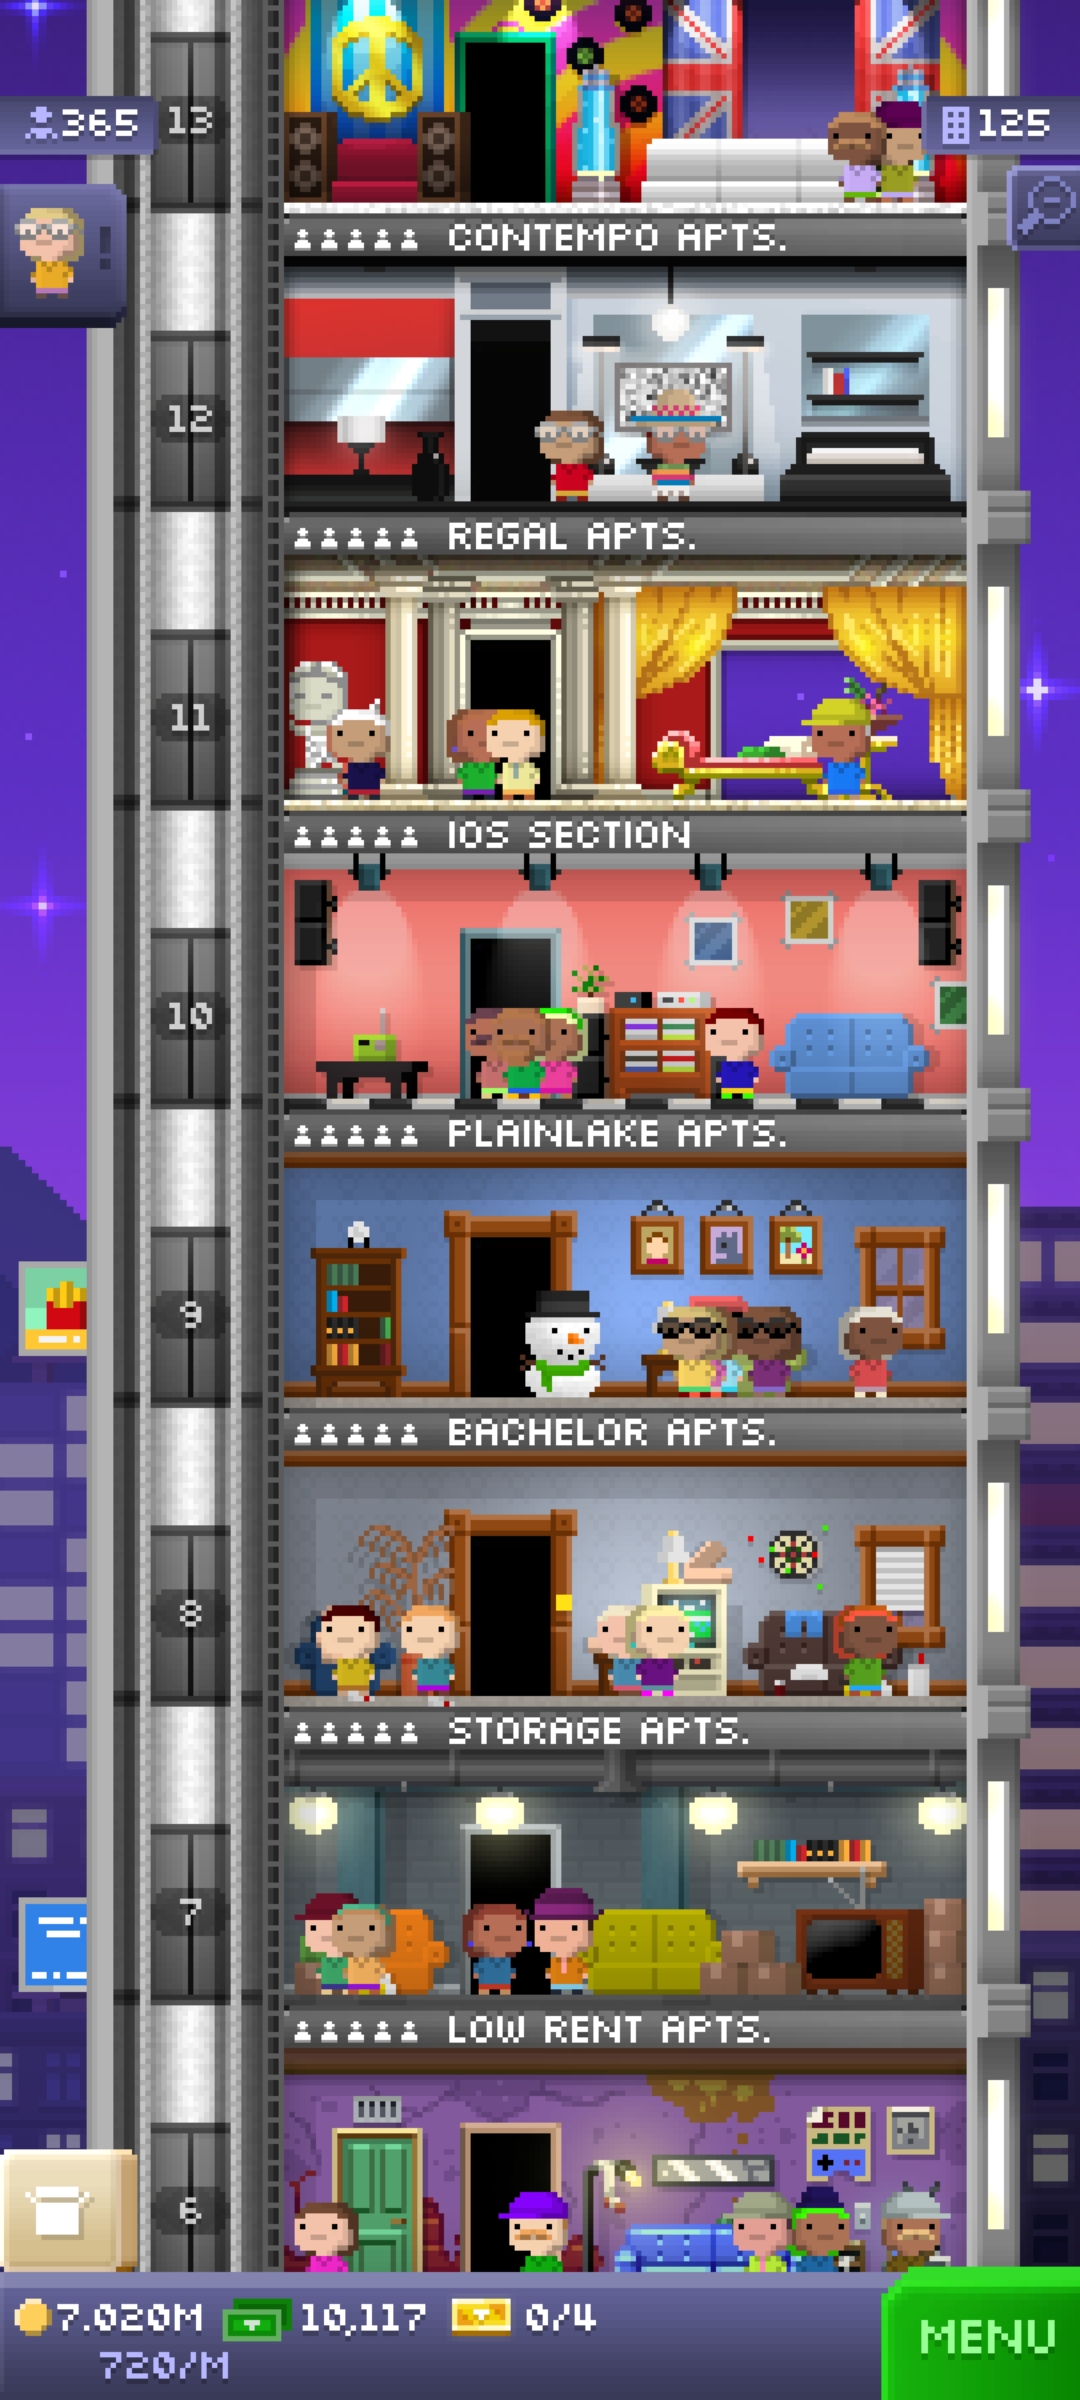 365
13
125
CONTEMPO APTS.
!
12
REGAL APTS.
11
IOS SECTION
10
PLAINLAKE APTS.
9
BACHELOR APTS.
8
STORAGE APTS.
7
LOW RENT APTS.
6
7.020M 10,117 0/4
720/M
MENU